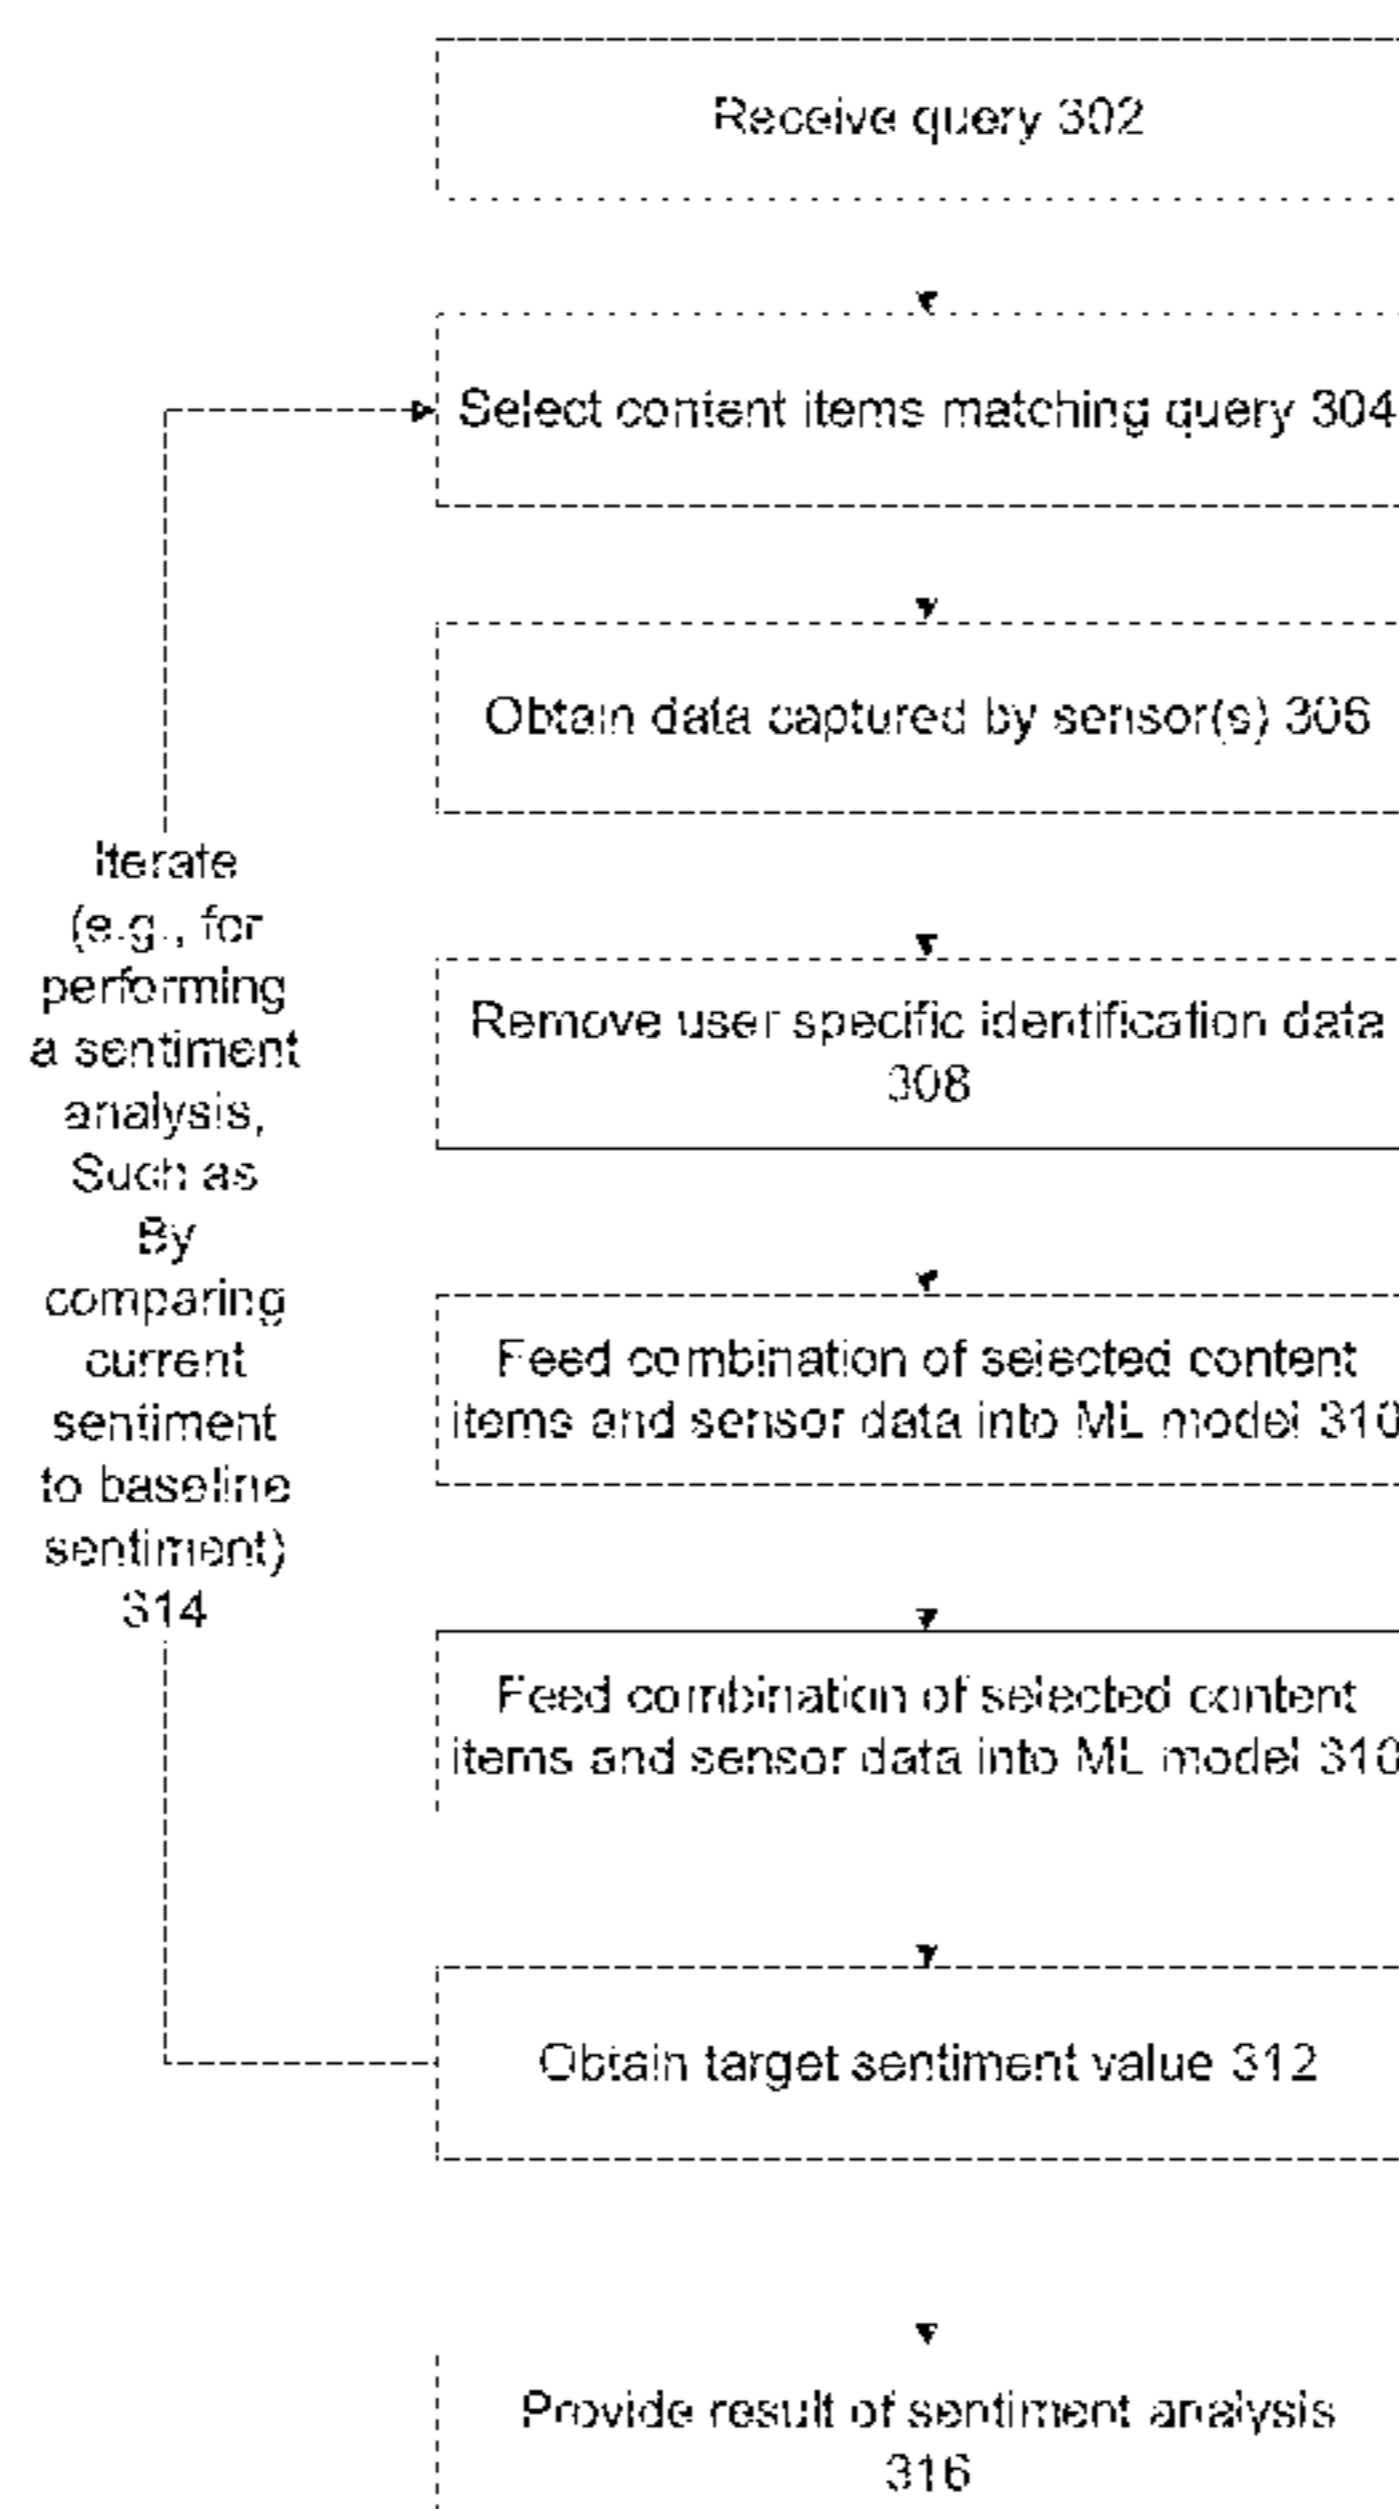 Receive query 302
Select content items matching query 304
Obtain data captured by sensor(s) 306
Remove user specific identification data
308
Feed combination of selected content
items and sensor data into ML model 310
Feed combination of selected content
items and sensor data into ML model 310
Obtain target sentiment value 312
Provide result of sentiment analysis
316
Iterate
(e.g., for
performing
a sentiment
analysis,
Such as
By
comparing
current
sentiment
to baseline
sentiment)
314